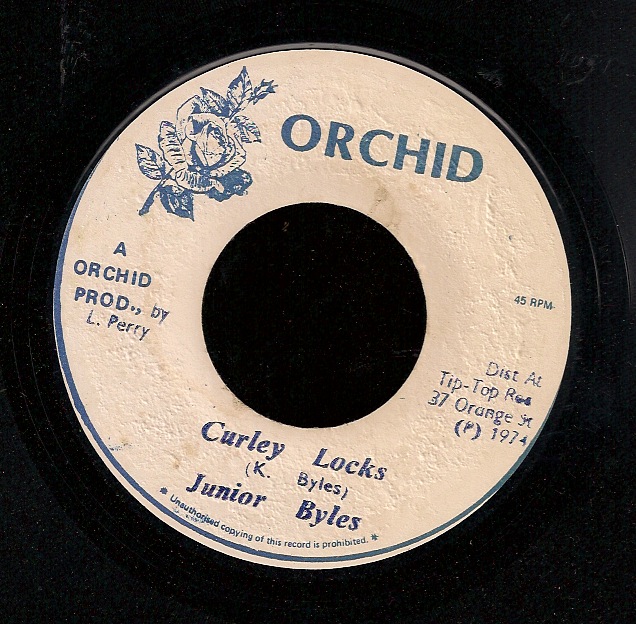 ORCHID
A
ORCHID
PROD., by
L. Perry
45 RPM.
Dist At
Tip-Top Res
37 Orange St
(P) 1974
Curley Locks
(K. Byles)
Junior Byles
* Unauthorised copying of this record is prohibited. *